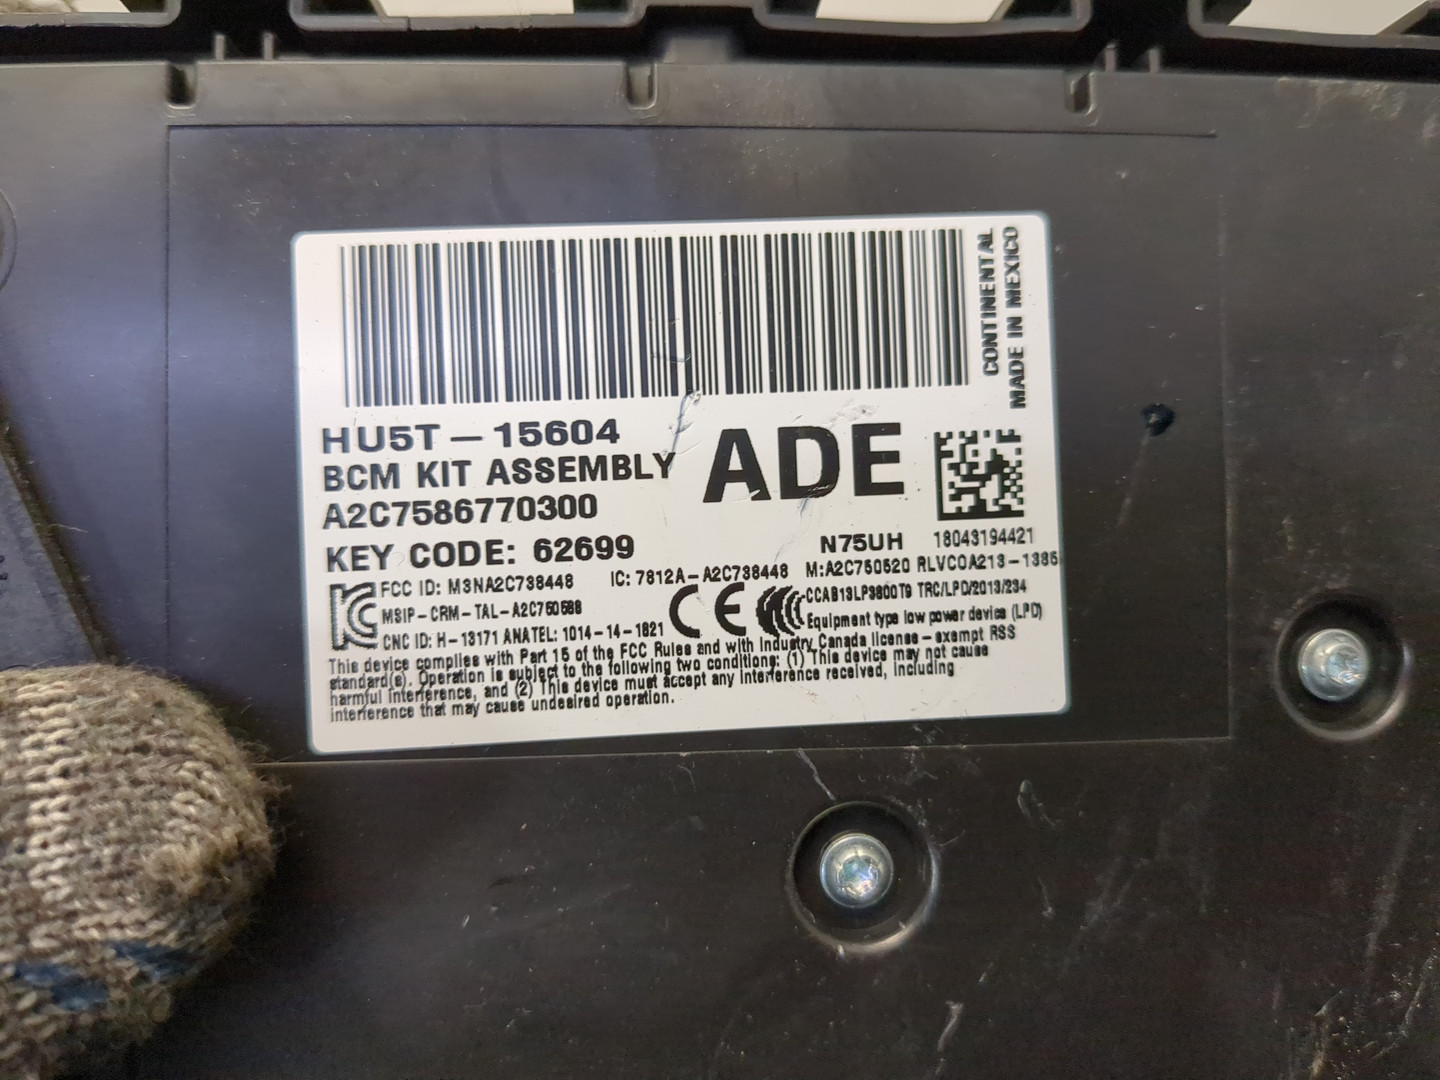 CONTINENTAL
MADE IN MEXICO
HU5T-15604
BCM KIT ASSEMBLY
A2C7586770300
ADE
KEY CODE: 62699
N75UH
18043194421
FCC ID: M3NA2C738448
IC: 7812A-A2C738448
M:A2C750520 RLVCOA213-1385
MSIP-CRM-TAL-A2C750588
CCAB13LP3800T9 TRC/LPD/2013/234
CE
Equipment type low power device (LPD)
CNC ID: H-13171 ANATEL: 1014-14-1821
This device complies with Part 15 of the FCC Rules and with Industry Canada license-exempt RSS
standard(s). Operation is subject to the following two conditions: (1) This device may not cause
harmful interference, and (2) This device must accept any interference received, including
interference that may cause undesired operation.